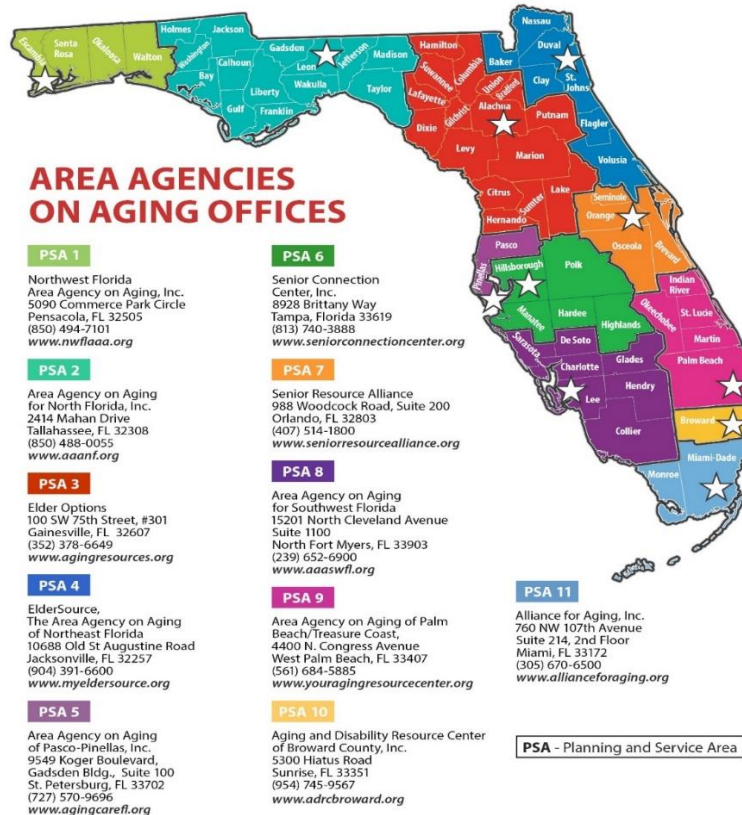 Nassau
Holmes
Jackson
Gadsden
Hamilton
Duval
Escambia
Santa
Rosa
Okaloosa
Walton
Washington
Calhoun
Leon
Jefferson
Madison
Suwannee
Columbia
Baker
Bay
Liberty
Wakulla
Taylor
Lafayette
Union
Bradford
Clay
St.
Johns
Gulf
Franklin
Dixie
Gilchrist
Alachua
Putnam
Flagler
Levy
Marion
Volusia
Citrus
Sumter
Lake
Hernando
Seminole
Orange
Pasco
Osceola
Brevard
Pinellas
Hillsborough
Polk
Indian
River
Manatee
Hardee
Highlands
Okeechobee
St. Lucie
Sarasota
De Soto
Martin
Charlotte
Glades
Palm Beach
Lee
Hendry
Collier
Broward
Monroe
Miami-Dade
AREA AGENCIES
ON AGING OFFICES
PSA 1
Northwest Florida
Area Agency on Aging, Inc.
5090 Commerce Park Circle
Pensacola, FL 32505
(850) 494-7101
www.nwflaaa.org
PSA 2
Area Agency on Aging
for North Florida, Inc.
2414 Mahan Drive
Tallahassee, FL 32308
(850) 488-0055
www.aaanf.org
PSA 3
Elder Options
100 SW 75th Street, #301
Gainesville, FL 32607
(352) 378-6649
www.agingresources.org
PSA 4
ElderSource,
The Area Agency on Aging
of Northeast Florida
10688 Old St Augustine Road
Jacksonville, FL 32257
(904) 391-6600
www.myeldersource.org
PSA 5
Area Agency on Aging
of Pasco-Pinellas, Inc.
9549 Koger Boulevard,
Gadsden Bldg., Suite 100
St. Petersburg, FL 33702
(727) 570-9696
www.agingcarefl.org
PSA 6
Senior Connection
Center, Inc.
8928 Brittany Way
Tampa, Florida 33619
(813) 740-3888
www.seniorconnectioncenter.org
PSA 7
Senior Resource Alliance
988 Woodcock Road, Suite 200
Orlando, FL 32803
(407) 514-1800
www.seniorresourcealliance.org
PSA 8
Area Agency on Aging
for Southwest Florida
15201 North Cleveland Avenue
Suite 1100
North Fort Myers, FL 33903
(239) 652-6900
www.aaaswfl.org
PSA 9
Area Agency on Aging of Palm
Beach/Treasure Coast,
4400 N. Congress Avenue
West Palm Beach, FL 33407
(561) 684-5885
www.youragingresourcecenter.org
PSA 10
Aging and Disability Resource Center
of Broward County, Inc.
5300 Hiatus Road
Sunrise, FL 33351
(954) 745-9567
www.adrcbroward.org
PSA 11
Alliance for Aging, Inc.
760 NW 107th Avenue
Suite 214, 2nd Floor
Miami, FL 33172
(305) 670-6500
www.allianceforaging.org
PSA - Planning and Service Area